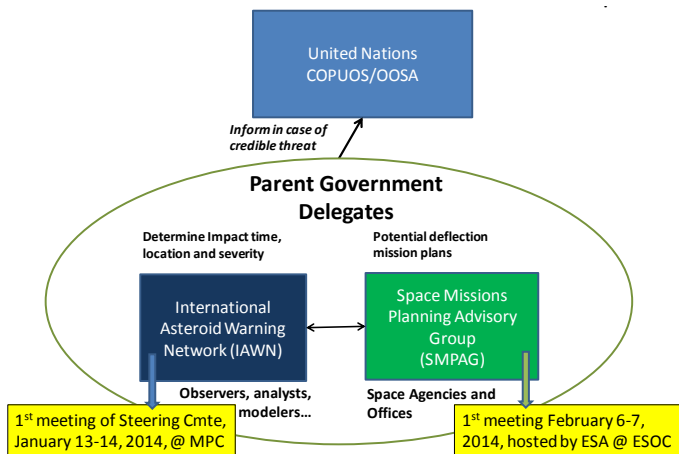 United Nations
COPUOS/OOSA
Inform in case of
credible threat
Parent Government
Delegates
Determine Impact time,
location and severity
Potential deflection
mission plans
International
Asteroid Warning
Network (IAWN)
Space Missions
Planning Advisory
Group
(SMPAG)
Observers, analysts,
modelers...
Space Agencies and
Offices
1st meeting of Steering Cmte,
January 13-14, 2014, @ MPC
1st meeting February 6-7,
2014, hosted by ESA @ ESOC